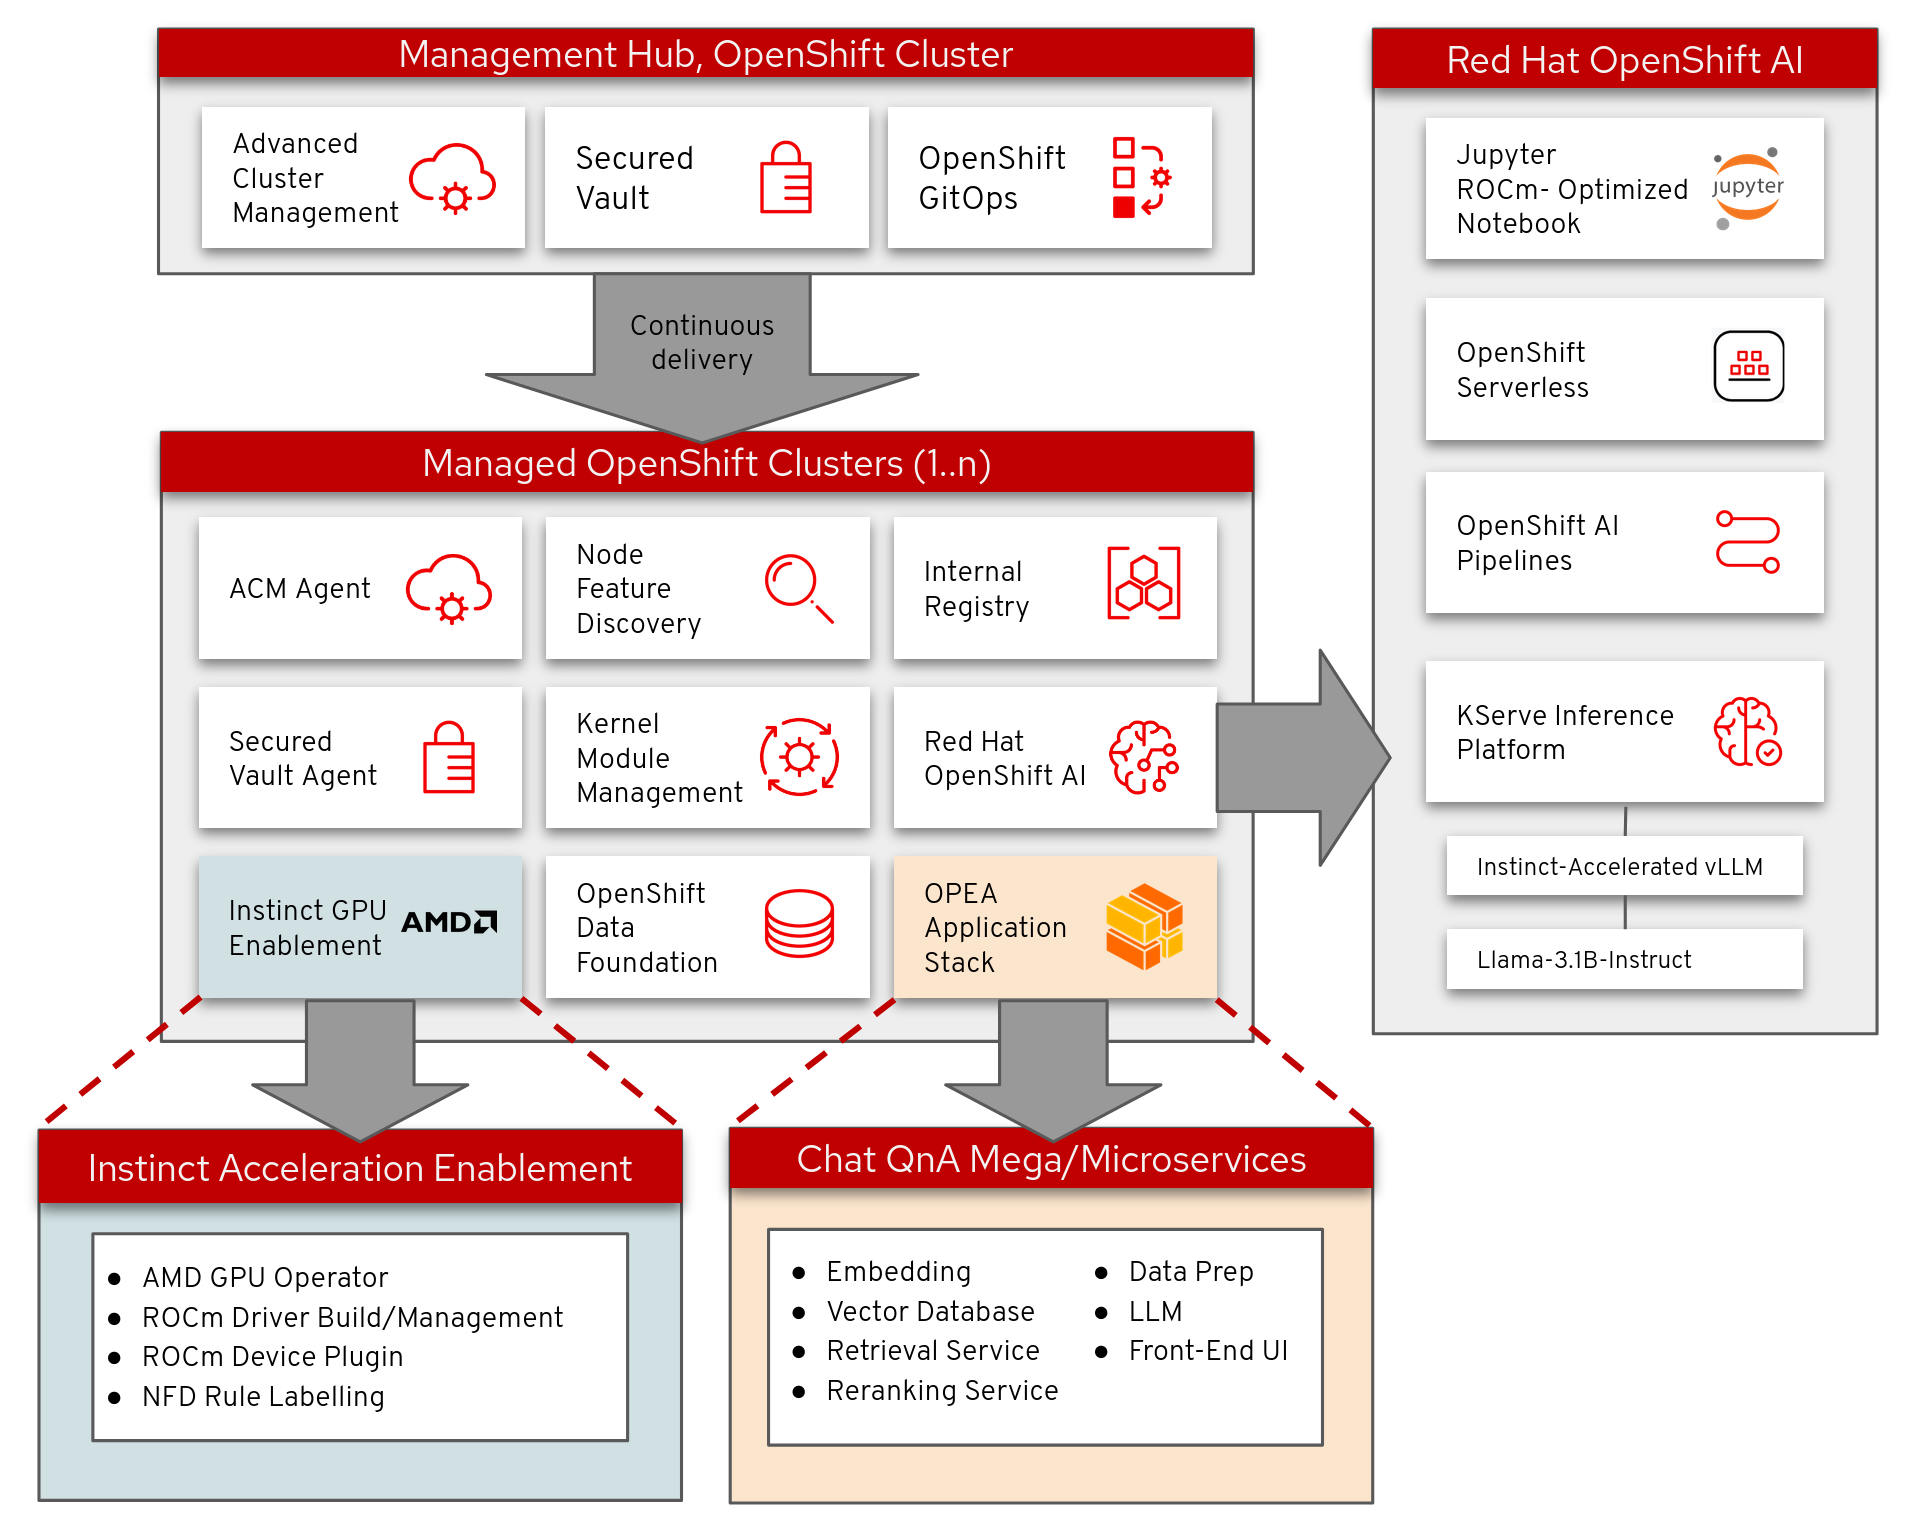 Management Hub, OpenShift Cluster
Advanced
Cluster
Management
Secured
Vault
OpenShift
GitOps
Continuous
delivery
Managed OpenShift Clusters (1..n)
ACM Agent
Node
Feature
Discovery
Internal
Registry
Secured
Vault Agent
Kernel
Module
Management
Red Hat
OpenShift AI
Instinct GPU
Enablement
AMD
OpenShift
Data
Foundation
OPEA
Application
Stack
Red Hat OpenShift AI
Jupyter
ROCm- Optimized
Notebook
jupyter
OpenShift
Serverless
OpenShift AI
Pipelines
KServe Inference
Platform
Instinct-Accelerated vLLM
Llama-3.1B-Instruct
Instinct Acceleration Enablement
● AMD GPU Operator
● ROCm Driver Build/Management
● ROCm Device Plugin
● NFD Rule Labelling
Chat QnA Mega/Microservices
● Embedding
● Vector Database
● Retrieval Service
● Reranking Service
● Data Prep
● LLM
● Front-End UI